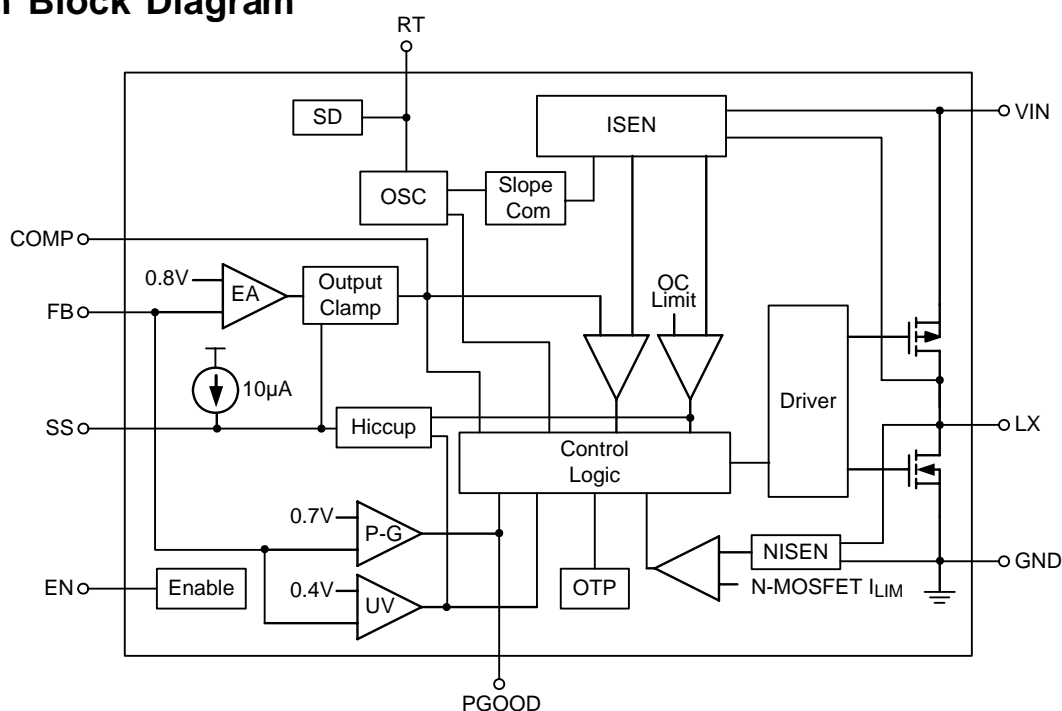 Block Diagram
RT
SD
ISEN
VIN
OSC
Slope
Com
COMP
0.8V
EA
Output
Clamp
OC
Limit
FB
10µA
Driver
SS
Hiccup
LX
Control
Logic
0.7V
P-G
NISEN
GND
EN
Enable
0.4V
UV
OTP
N-MOSFET ILIM
PGOOD